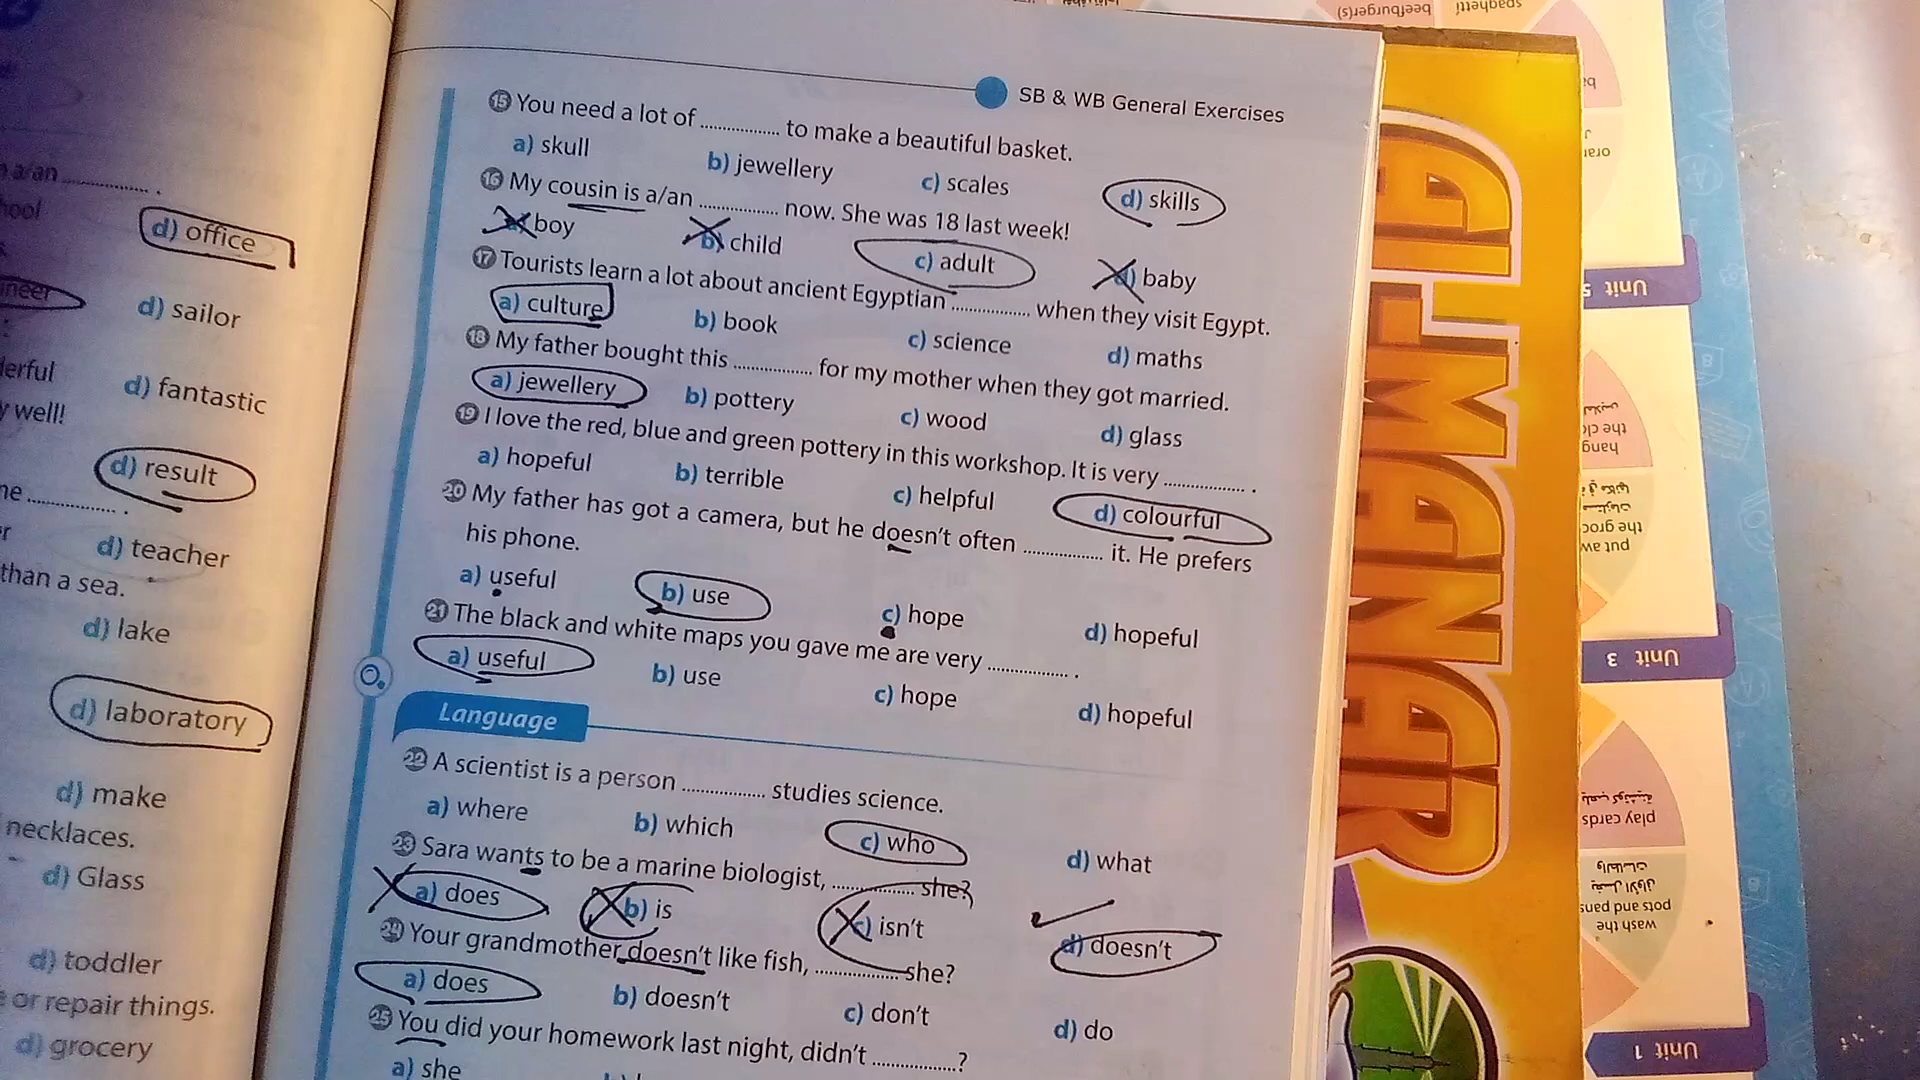 SB & WB General Exercises
15 You need a lot of ................ to make a beautiful basket.
a) skull b) jewellery c) scales d) skills
16 My cousin is a/an ................ now. She was 18 last week!
a) boy b) child c) adult d) baby
17 Tourists learn a lot about ancient Egyptian ................ when they visit Egypt.
a) culture b) book c) science d) maths
18 My father bought this ................ for my mother when they got married.
a) jewellery b) pottery c) wood d) glass
19 I love the red, blue and green pottery in this workshop. It is very ................ .
a) hopeful b) terrible c) helpful d) colourful
20 My father has got a camera, but he doesn't often ................ it. He prefers
his phone.
a) useful b) use c) hope d) hopeful
21 The black and white maps you gave me are very ................ .
a) useful b) use c) hope d) hopeful
Language
22 A scientist is a person ................ studies science.
a) where b) which c) who d) what
23 Sara wants to be a marine biologist, ................ she?
a) does b) is c) isn't d) doesn't
24 Your grandmother doesn't like fish, ................ she?
a) does b) doesn't c) don't d) do
25 You did your homework last night, didn't ................?
a) she
a/an ................ .
d) office
d) sailor
d) fantastic
y well!
d) result
................ .
d) teacher
than a sea.
d) lake
d) laboratory
d) make
necklaces.
d) Glass
d) toddler
or repair things.
d) grocery
spaghetti
beefburger(s)
Unit 5
hang
the
put
the
Unit 3
play cards
wash the
pots and pans
Unit 1